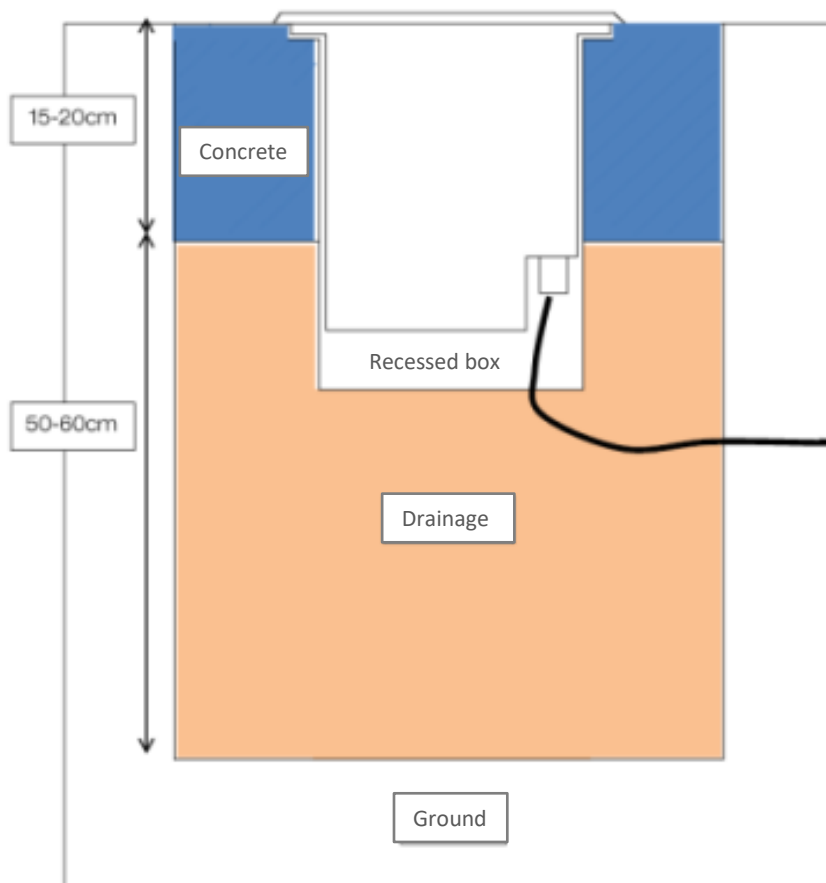 15-20cm
Concrete
Recessed box
50-60cm
Drainage
Ground